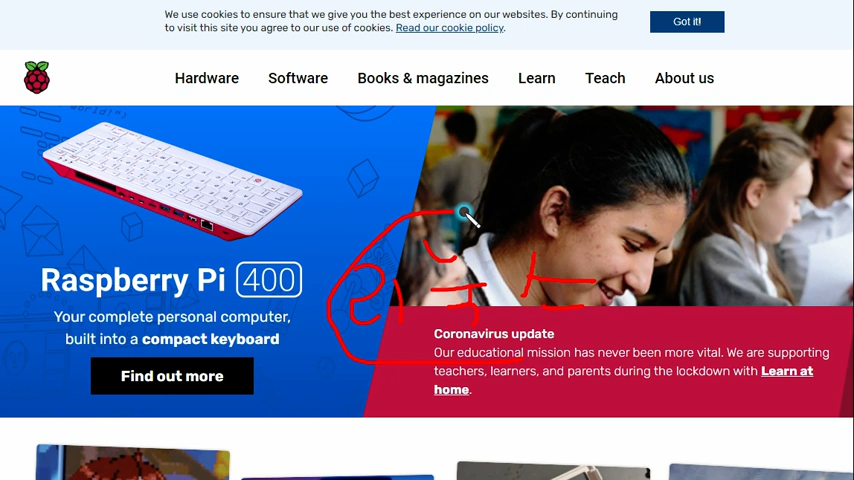 We use cookies to ensure that we give you the best experience on our websites. By continuing
to visit this site you agree to our use of cookies. Read our cookie policy.
Got it!
Hardware
Software
Books & magazines
Learn
Teach
About us
Raspberry Pi 400
Your complete personal computer,
built into a compact keyboard
Find out more
리눅스
Coronavirus update
Our educational mission has never been more vital. We are supporting
teachers, learners, and parents during the lockdown with Learn at
home.